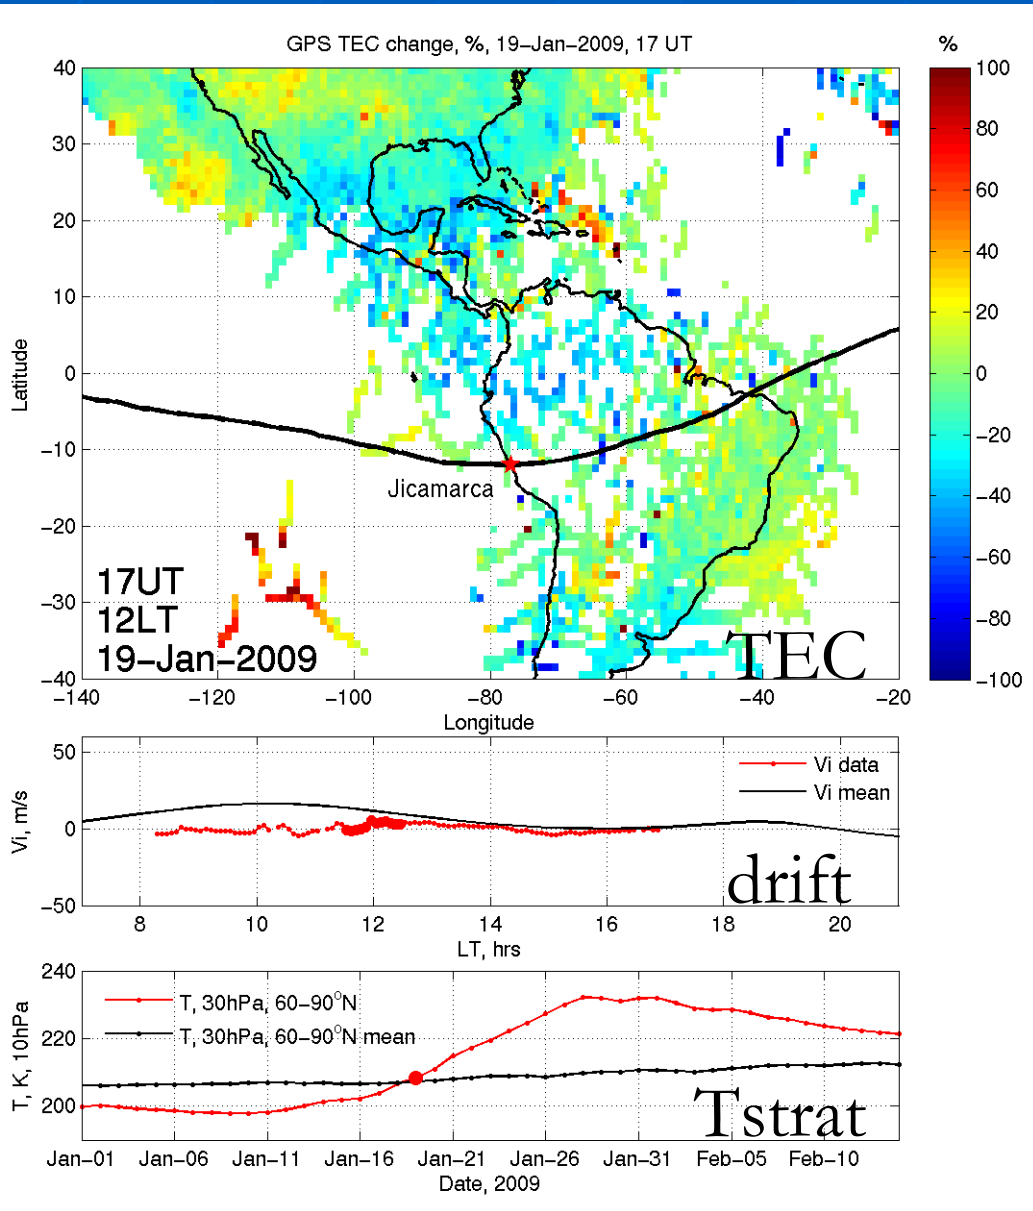 GPS TEC change, %, 19-Jan-2009, 17 UT
%
40
30
20
10
0
-10
-20
-30
-40
Latitude
Jicamarca
17UT
12LT
19-Jan-2009
TEC
-140 -120 -100 -80 -60 -40 -20
Longitude
100
80
60
40
20
0
-20
-40
-60
-80
-100
50
0
-50
Vi, m/s
Vi data
Vi mean
drift
8 10 12 14 16 18 20
LT, hrs
240
220
200
T, K, 10hPa
T, 30hPa, 60-90°N
T, 30hPa, 60-90°N mean
Tstrat
Jan-01 Jan-06 Jan-11 Jan-16 Jan-21 Jan-26 Jan-31 Feb-05 Feb-10
Date, 2009